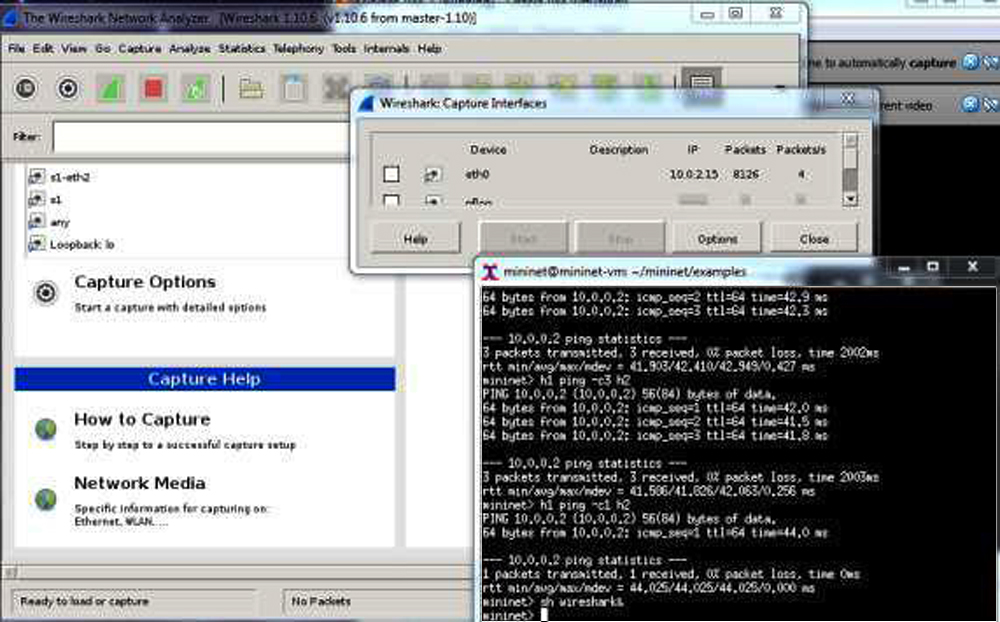 The Wireshark Network Analyzer [Wireshark 1.10.6 (v1.10.6 from master-1.10)]
File Edit View Go Capture Analyze Statistics Telephony Tools Internals Help
Filter:
s1-eth2
s1
any
Loopback: lo
Capture Options
Start a capture with detailed options
Capture Help
How to Capture
Step by step to a successful capture setup
Network Media
Specific information for capturing on:
Ethernet, WLAN, ...
Ready to load or capture
No Packets
to automatically capture
rent video
Wireshark: Capture Interfaces
Device Description IP Packets Packets/s
eth0 10.0.2.15 8126 4
Help Start Stop Options Close
mininet@mininet-vm: ~/mininet/examples
64 bytes from 10.0.0.2: icmp_seq=2 ttl=64 time=42.9 ms
64 bytes from 10.0.0.2: icmp_seq=3 ttl=64 time=42.3 ms
--- 10.0.0.2 ping statistics ---
3 packets transmitted, 3 received, 0% packet loss, time 2002ms
rtt min/avg/max/mdev = 41.903/42.410/42.949/0.427 ms
mininet> h1 ping -c3 h2
PING 10.0.0.2 (10.0.0.2) 56(84) bytes of data.
64 bytes from 10.0.0.2: icmp_seq=1 ttl=64 time=42.0 ms
64 bytes from 10.0.0.2: icmp_seq=2 ttl=64 time=41.5 ms
64 bytes from 10.0.0.2: icmp_seq=3 ttl=64 time=41.8 ms
--- 10.0.0.2 ping statistics ---
3 packets transmitted, 3 received, 0% packet loss, time 2003ms
rtt min/avg/max/mdev = 41.586/41.826/42.063/0.256 ms
mininet> h1 ping -c1 h2
PING 10.0.0.2 (10.0.0.2) 56(84) bytes of data.
64 bytes from 10.0.0.2: icmp_seq=1 ttl=64 time=44.0 ms
--- 10.0.0.2 ping statistics ---
1 packets transmitted, 1 received, 0% packet loss, time 0ms
rtt min/avg/max/mdev = 44.025/44.025/44.025/0.000 ms
mininet> sh wireshark&
mininet>